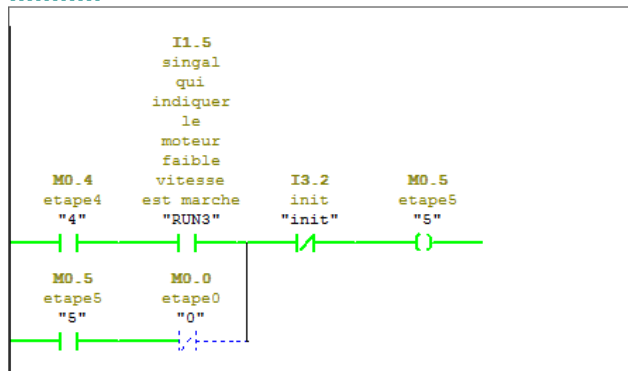 I1.5
singal
qui
indiquer
le
moteur
faible
M0.4 vitesse I3.2 M0.5
etape4 est marche init etape5
"4" "RUN3" "init" "5"
M0.5 M0.0
etape5 etape0
"5" "0"